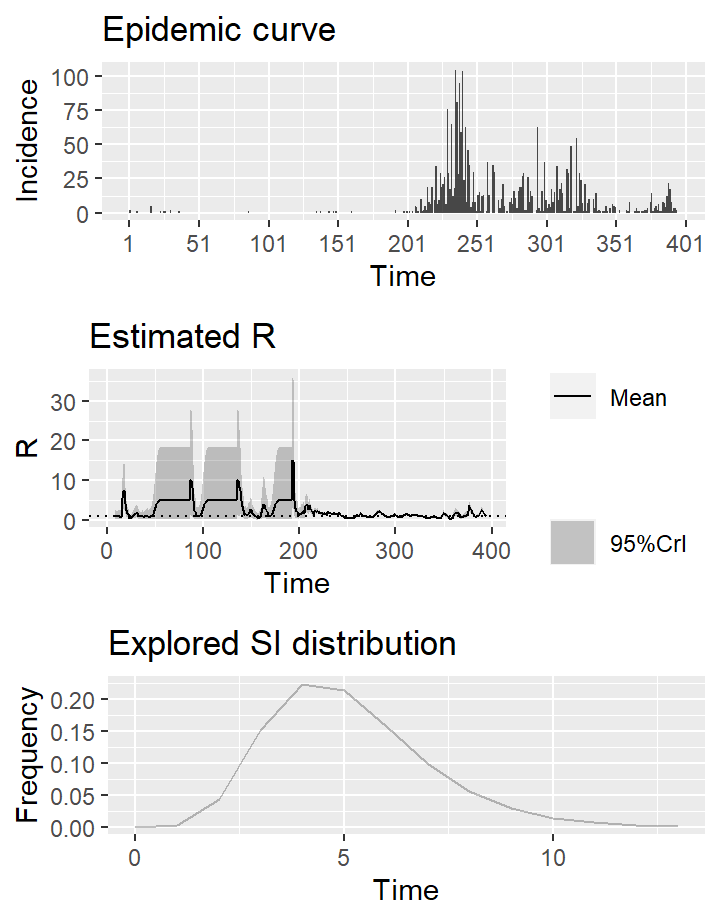 Epidemic curve
100
75
50
25
0
Incidence
1 51 101 151 201 251 301 351 401
Time
Estimated R
30
20
10
0
R
0 100 200 300 400
Time
Mean
95%CrI
Explored SI distribution
0.20
0.15
0.10
0.05
0.00
Frequency
0 5 10
Time